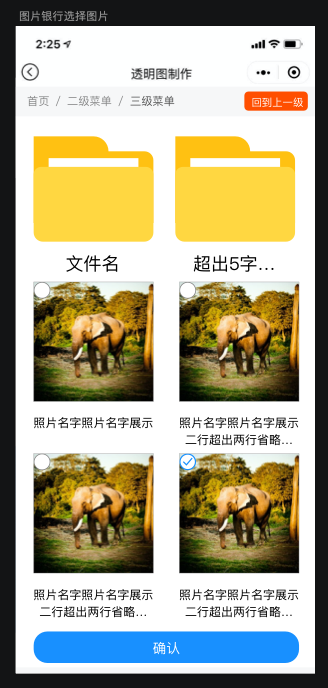 图片银行选择图片
2:25
透明图制作
首页 / 二级菜单 / 三级菜单
回到上一级
文件名
超出5字...
照片名字照片名字展示
照片名字照片名字展示
二行超出两行省略...
照片名字照片名字展示
二行超出两行省略...
照片名字照片名字展示
二行超出两行省略...
确认